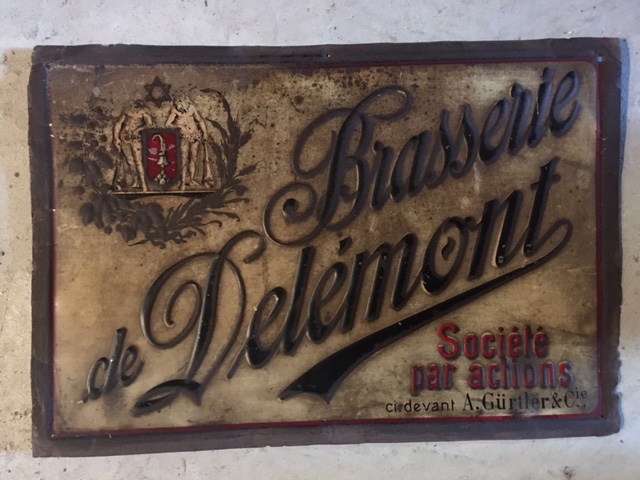 Brasserie
de Delémont
Société
par actions
ci.devant A. Gürtler & Cie.